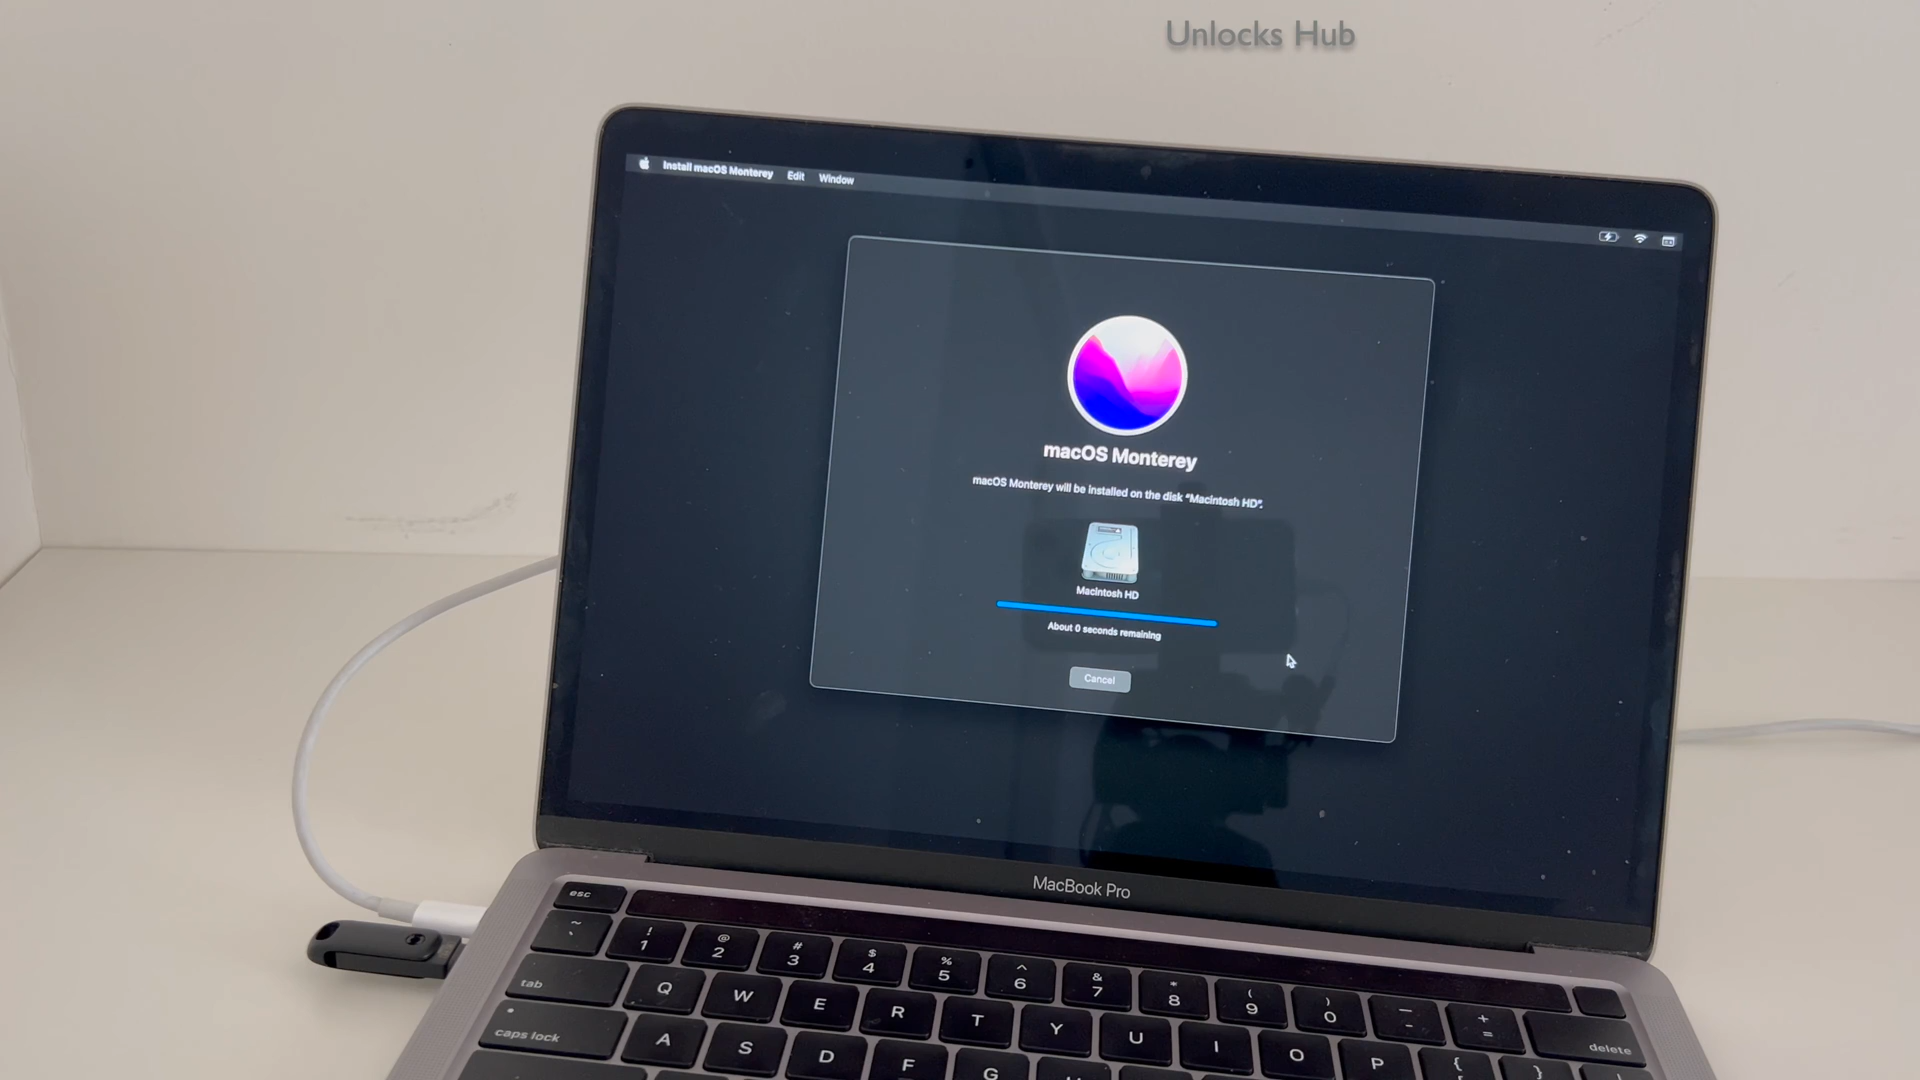 Unlocks Hub
Install macOS Monterey Edit Window
macOS Monterey
macOS Monterey will be installed on the disk “Macintosh HD”.
Macintosh HD
About 0 seconds remaining
Cancel
MacBook Pro
esc
~ ! @ # $ % ^ & * ( ) — +
` 1 2 3 4 5 6 7 8 9 0 - =
tab Q W E R T Y U I O P { }
delete
caps lock A S D F G